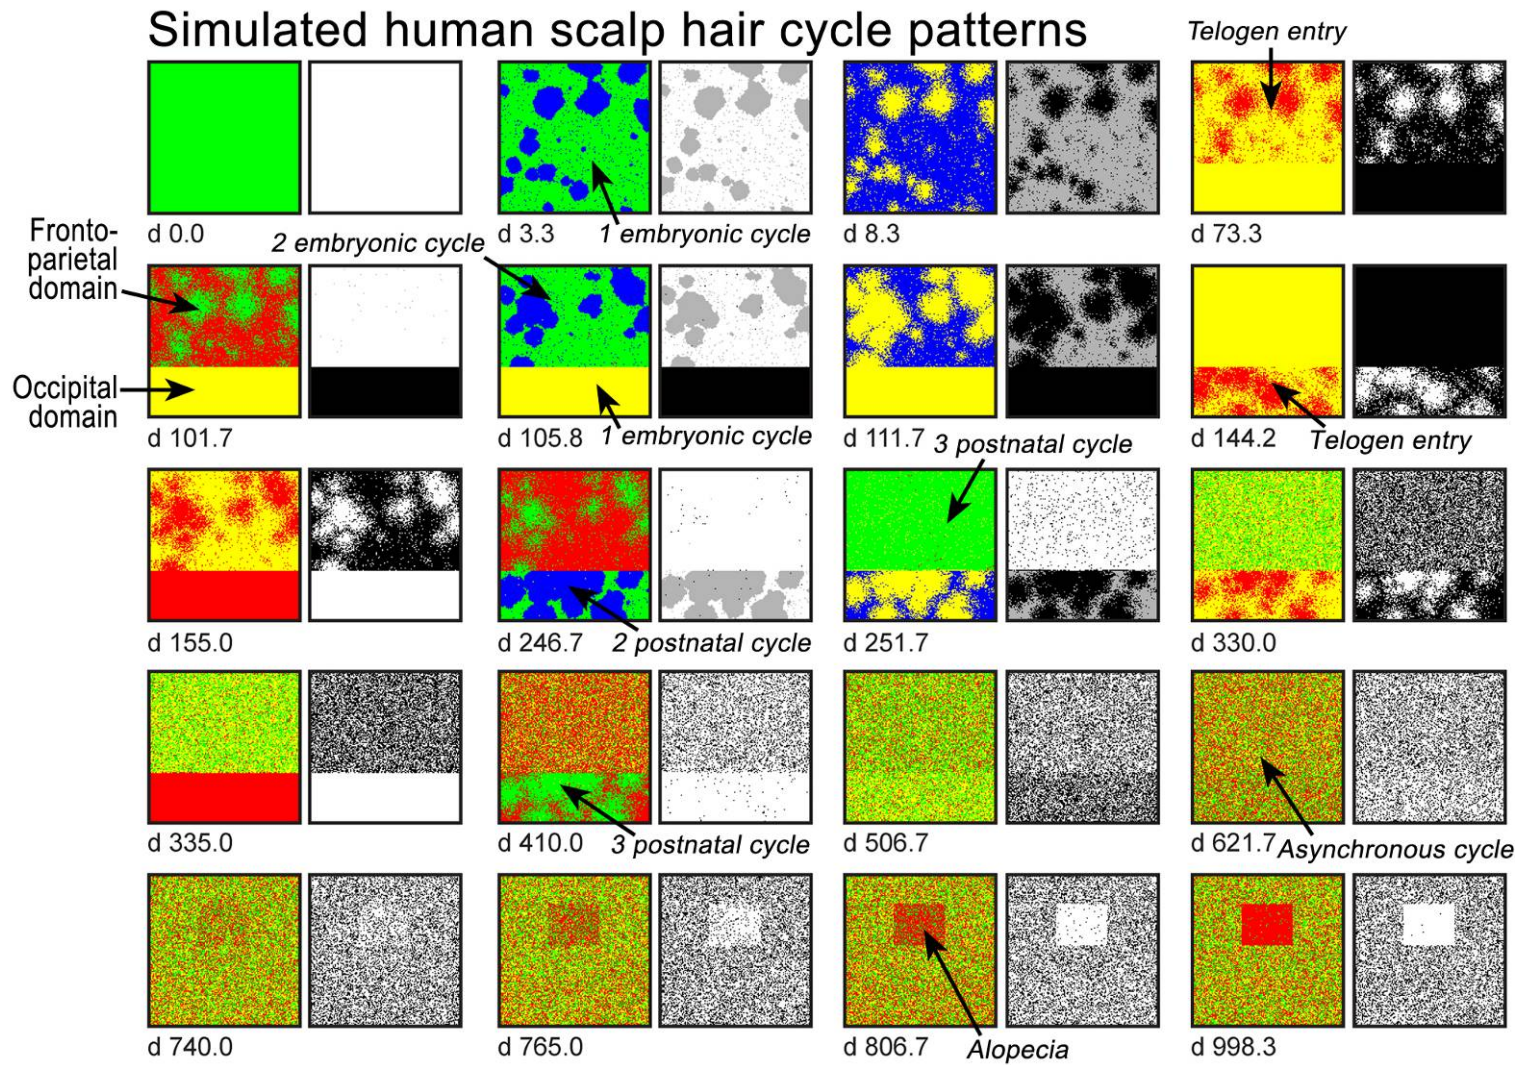 Simulated human scalp hair cycle patterns
Telogen entry
d 0.0
d 3.3
1 embryonic cycle
d 8.3
d 73.3
Fronto-
parietal
domain
2 embryonic cycle
Occipital
domain
d 101.7
d 105.8
1 embryonic cycle
d 111.7
3 postnatal cycle
d 144.2
Telogen entry
d 155.0
d 246.7
2 postnatal cycle
d 251.7
d 330.0
d 335.0
d 410.0
3 postnatal cycle
d 506.7
d 621.7
Asynchronous cycle
d 740.0
d 765.0
d 806.7
Alopecia
d 998.3